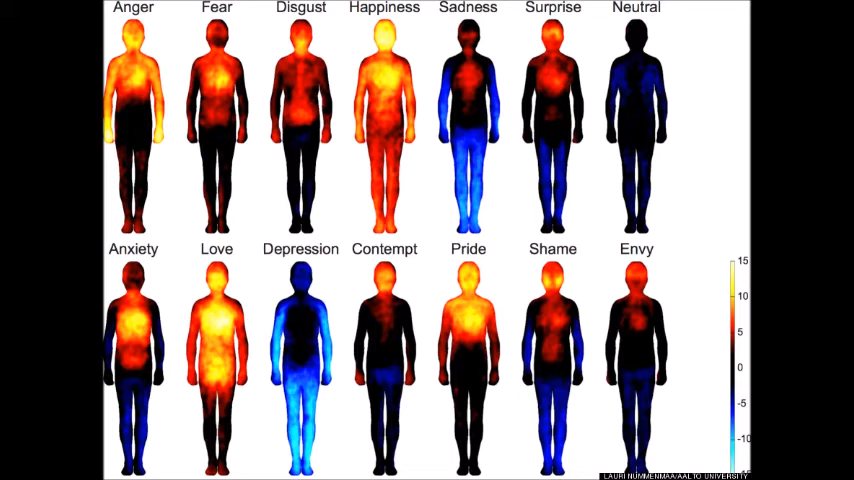 Anger Fear Disgust Happiness Sadness Surprise Neutral
Anxiety Love Depression Contempt Pride Shame Envy
15
10
5
0
-5
-10
LAURI NUMMENMAA/AALTO UNIVERSITY